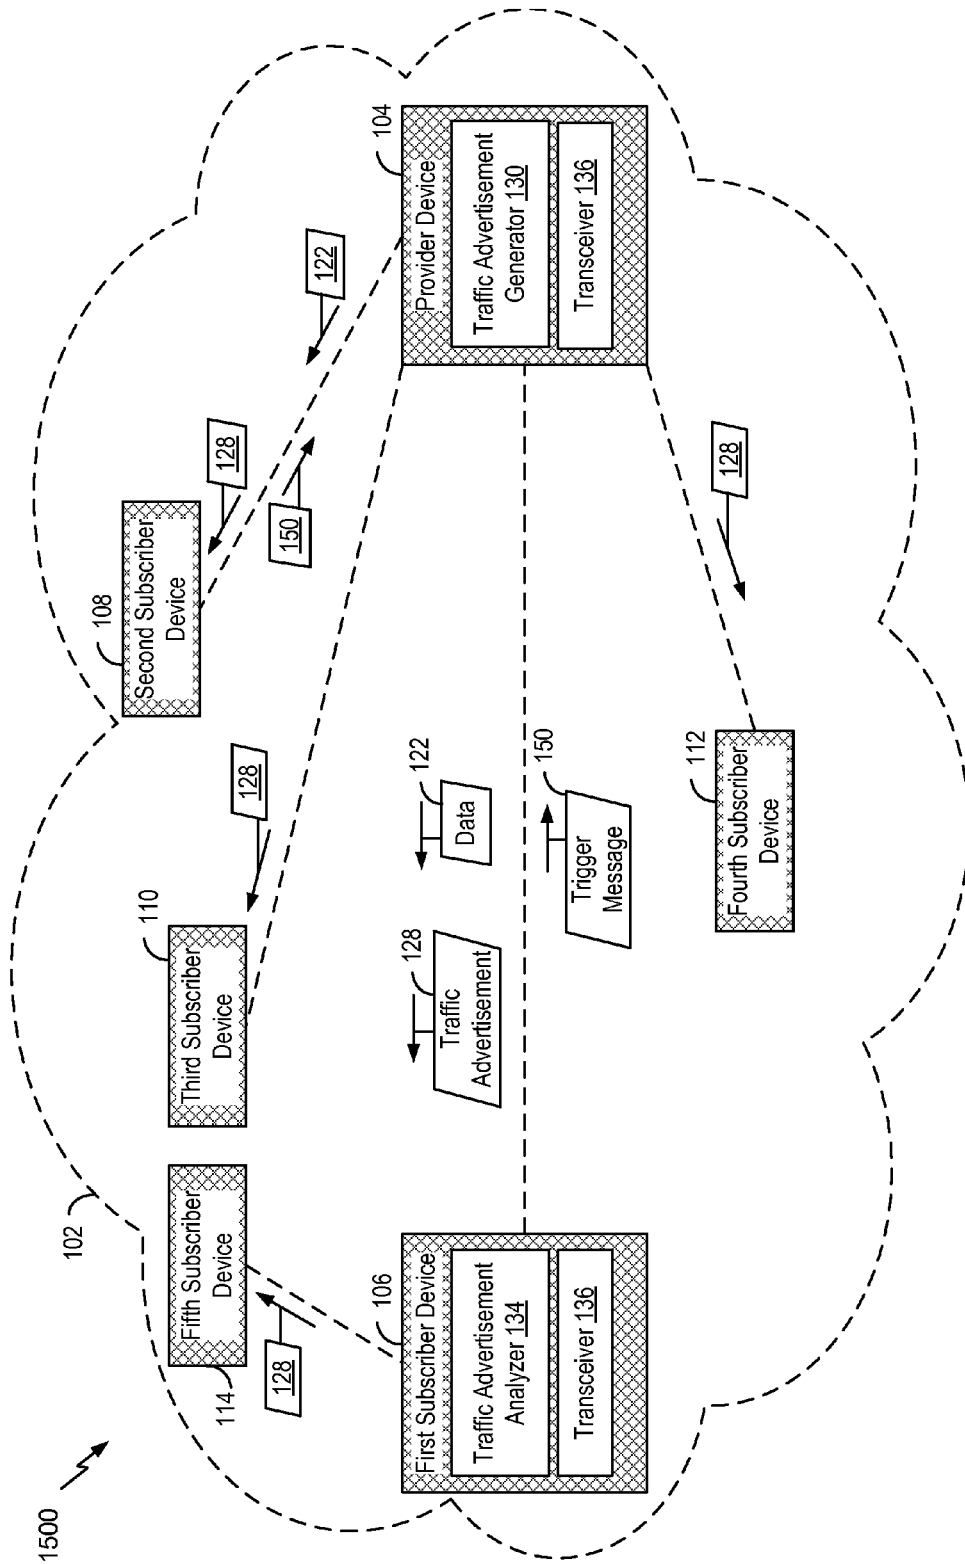 1500
102
Fifth Subscriber
Device
114
128
Third Subscriber
Device
110
128
Second Subscriber
Device
108
128
150
122
First Subscriber Device
106
Traffic Advertisement
Analyzer 134
Transceiver 136
Traffic
Advertisement
128
Data
122
Trigger
Message
150
Provider Device
104
Traffic Advertisement
Generator 130
Transceiver 136
Fourth Subscriber
Device
112
128